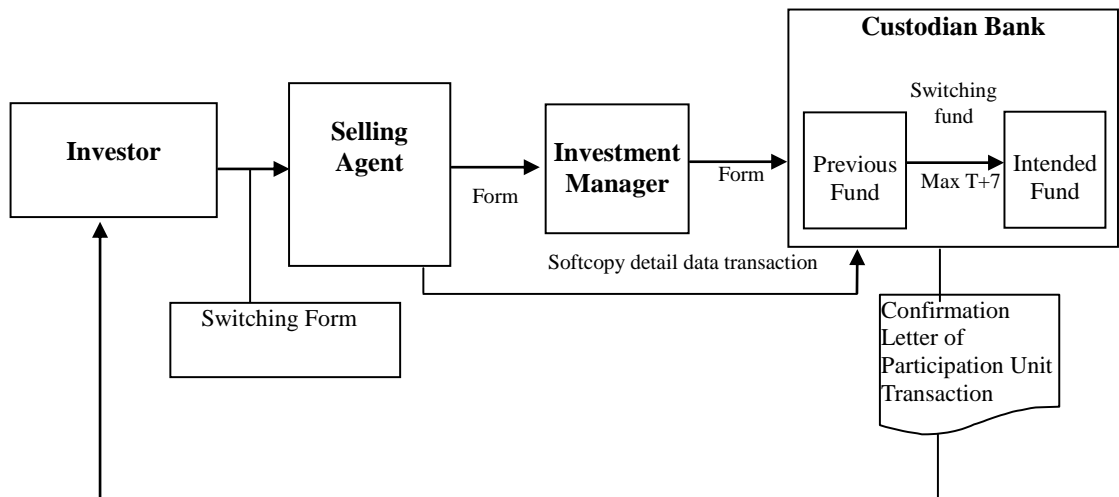 Custodian Bank
Investor
Selling
Agent
Form
Investment
Manager
Form
Switching
fund
Previous
Fund
Max T+7
Intended
Fund
Softcopy detail data transaction
Switching Form
Confirmation
Letter of
Participation Unit
Transaction